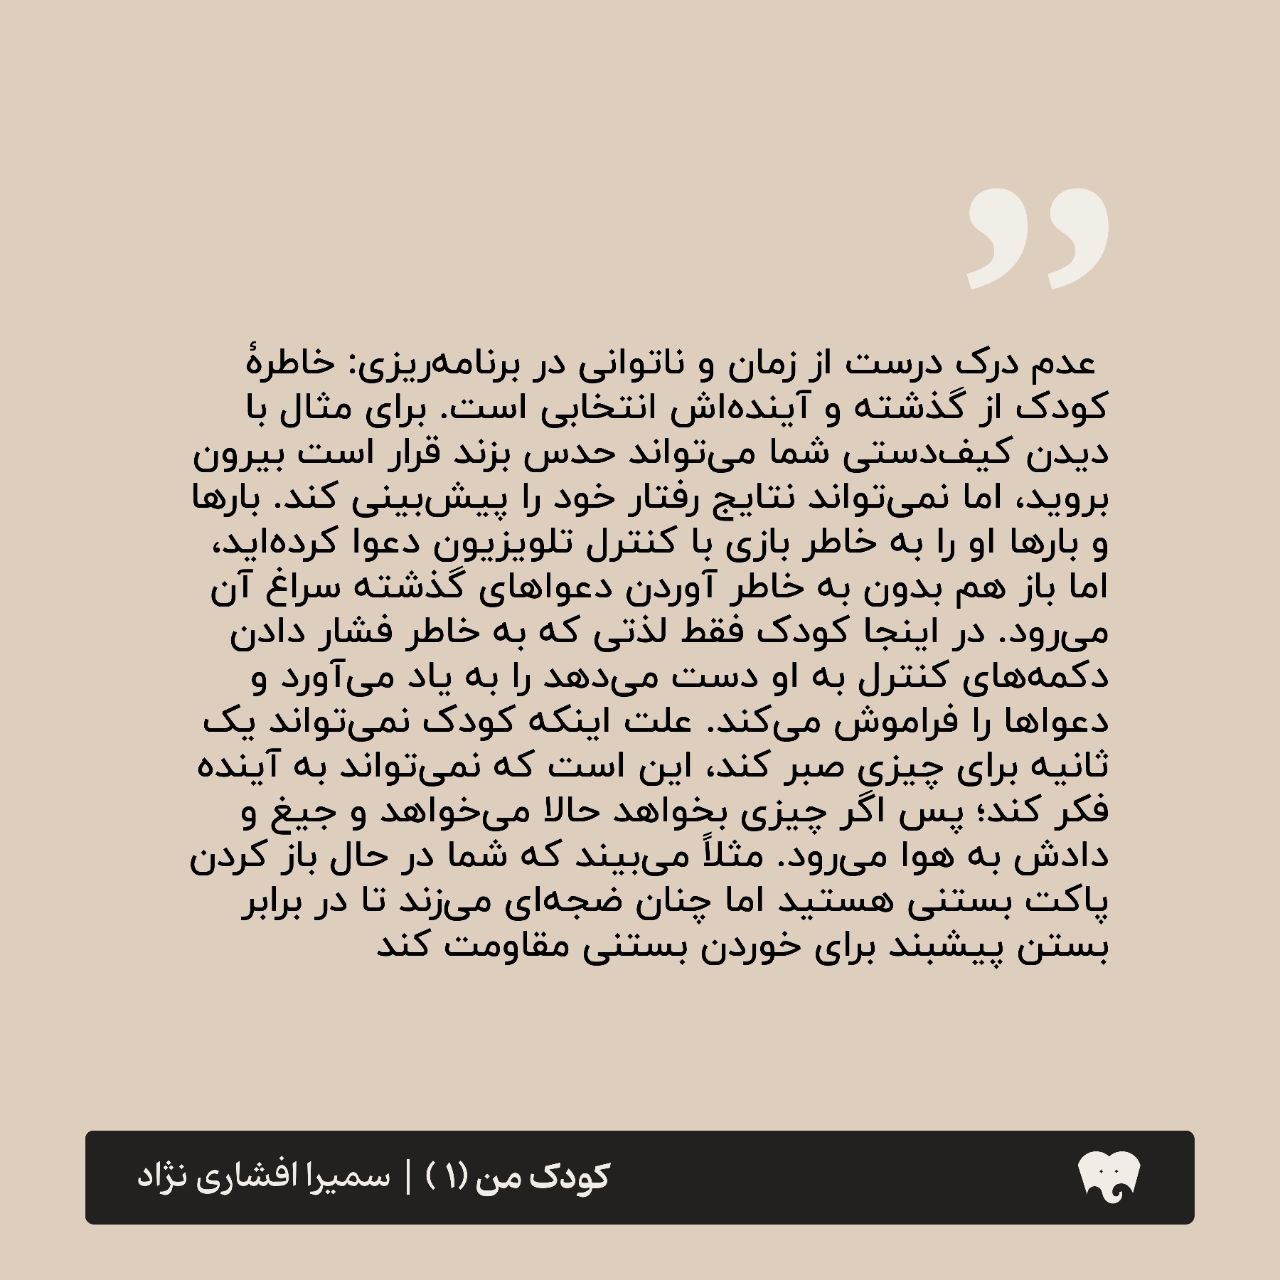 ”
عدم درک درست از زمان و ناتوانی در برنامه‌ریزی: خاطرهٔ
کودک از گذشته و آینده‌اش انتخابی است. برای مثال با
دیدن کیف‌دستی شما می‌تواند حدس بزند قرار است بیرون
بروید، اما نمی‌تواند نتایج رفتار خود را پیش‌بینی کند. بارها
و بارها او را به خاطر بازی با کنترل تلویزیون دعوا کرده‌اید،
اما باز هم بدون به خاطر آوردن دعواهای گذشته سراغ آن
می‌رود. در اینجا کودک فقط لذتی که به خاطر فشار دادن
دکمه‌های کنترل به او دست می‌دهد را به یاد می‌آورد و
دعواها را فراموش می‌کند. علت اینکه کودک نمی‌تواند یک
ثانیه برای چیزی صبر کند، این است که نمی‌تواند به آینده
فکر کند؛ پس اگر چیزی بخواهد حالا می‌خواهد و جیغ و
دادش به هوا می‌رود. مثلاً می‌بیند که شما در حال باز کردن
پاکت بستنی هستید اما چنان ضجه‌ای می‌زند تا در برابر
بستن پیشبند برای خوردن بستنی مقاومت کند
کودک من (۱ ) | سمیرا افشاری نژاد